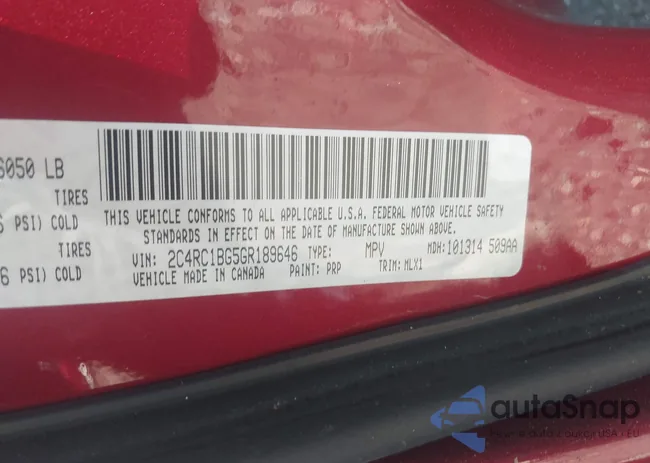 6050 LB
TIRES
PSI) COLD
TIRES
6 PSI) COLD
THIS VEHICLE CONFORMS TO ALL APPLICABLE U.S.A. FEDERAL MOTOR VEHICLE SAFETY
STANDARDS IN EFFECT ON THE DATE OF MANUFACTURE SHOWN ABOVE.
VIN: 2C4RC1BG5GR189646 TYPE: MPV MDH: 101314 509AA
VEHICLE MADE IN CANADA PAINT: PRP TRIM: MLX1
autoSnap